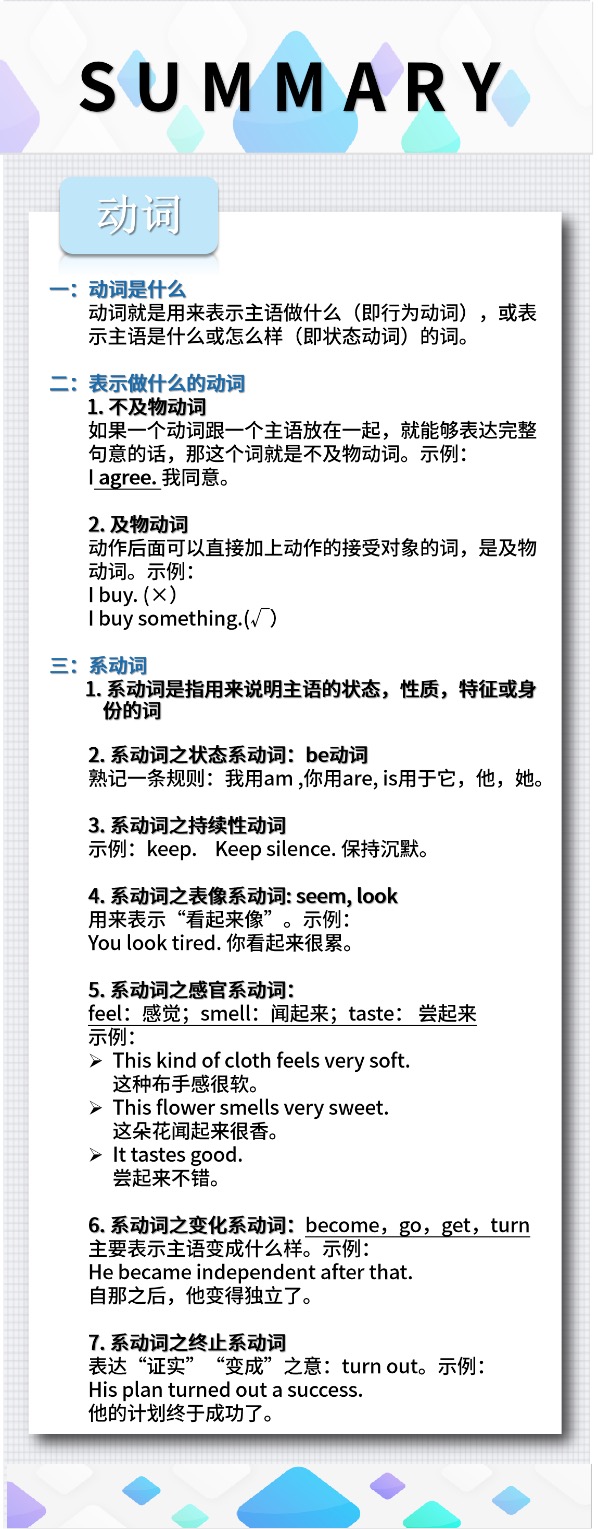 SUMMARY
动词
一：动词是什么
动词就是用来表示主语做什么（即行为动词），或表
示主语是什么或怎么样（即状态动词）的词。
二：表示做什么的动词
1. 不及物动词
如果一个动词跟一个主语放在一起，就能够表达完整
句意的话，那这个词就是不及物动词。示例：
I agree. 我同意。
2. 及物动词
动作后面可以直接加上动作的接受对象的词，是及物
动词。示例：
I buy. (×）
I buy something.(√）
三：系动词
1. 系动词是指用来说明主语的状态，性质，特征或身
份的词
2. 系动词之状态系动词：be动词
熟记一条规则：我用am ,你用are, is用于它，他，她。
3. 系动词之持续性动词
示例：keep. Keep silence. 保持沉默。
4. 系动词之表像系动词: seem, look
用来表示“看起来像”。示例：
You look tired. 你看起来很累。
5. 系动词之感官系动词：
feel：感觉；smell：闻起来；taste： 尝起来
示例：
➢ This kind of cloth feels very soft.
这种布手感很软。
➢ This flower smells very sweet.
这朵花闻起来很香。
➢ It tastes good.
尝起来不错。
6. 系动词之变化系动词：become，go，get，turn
主要表示主语变成什么样。示例：
He became independent after that.
自那之后，他变得独立了。
7. 系动词之终止系动词
表达“证实”“变成”之意：turn out。示例：
His plan turned out a success.
他的计划终于成功了。